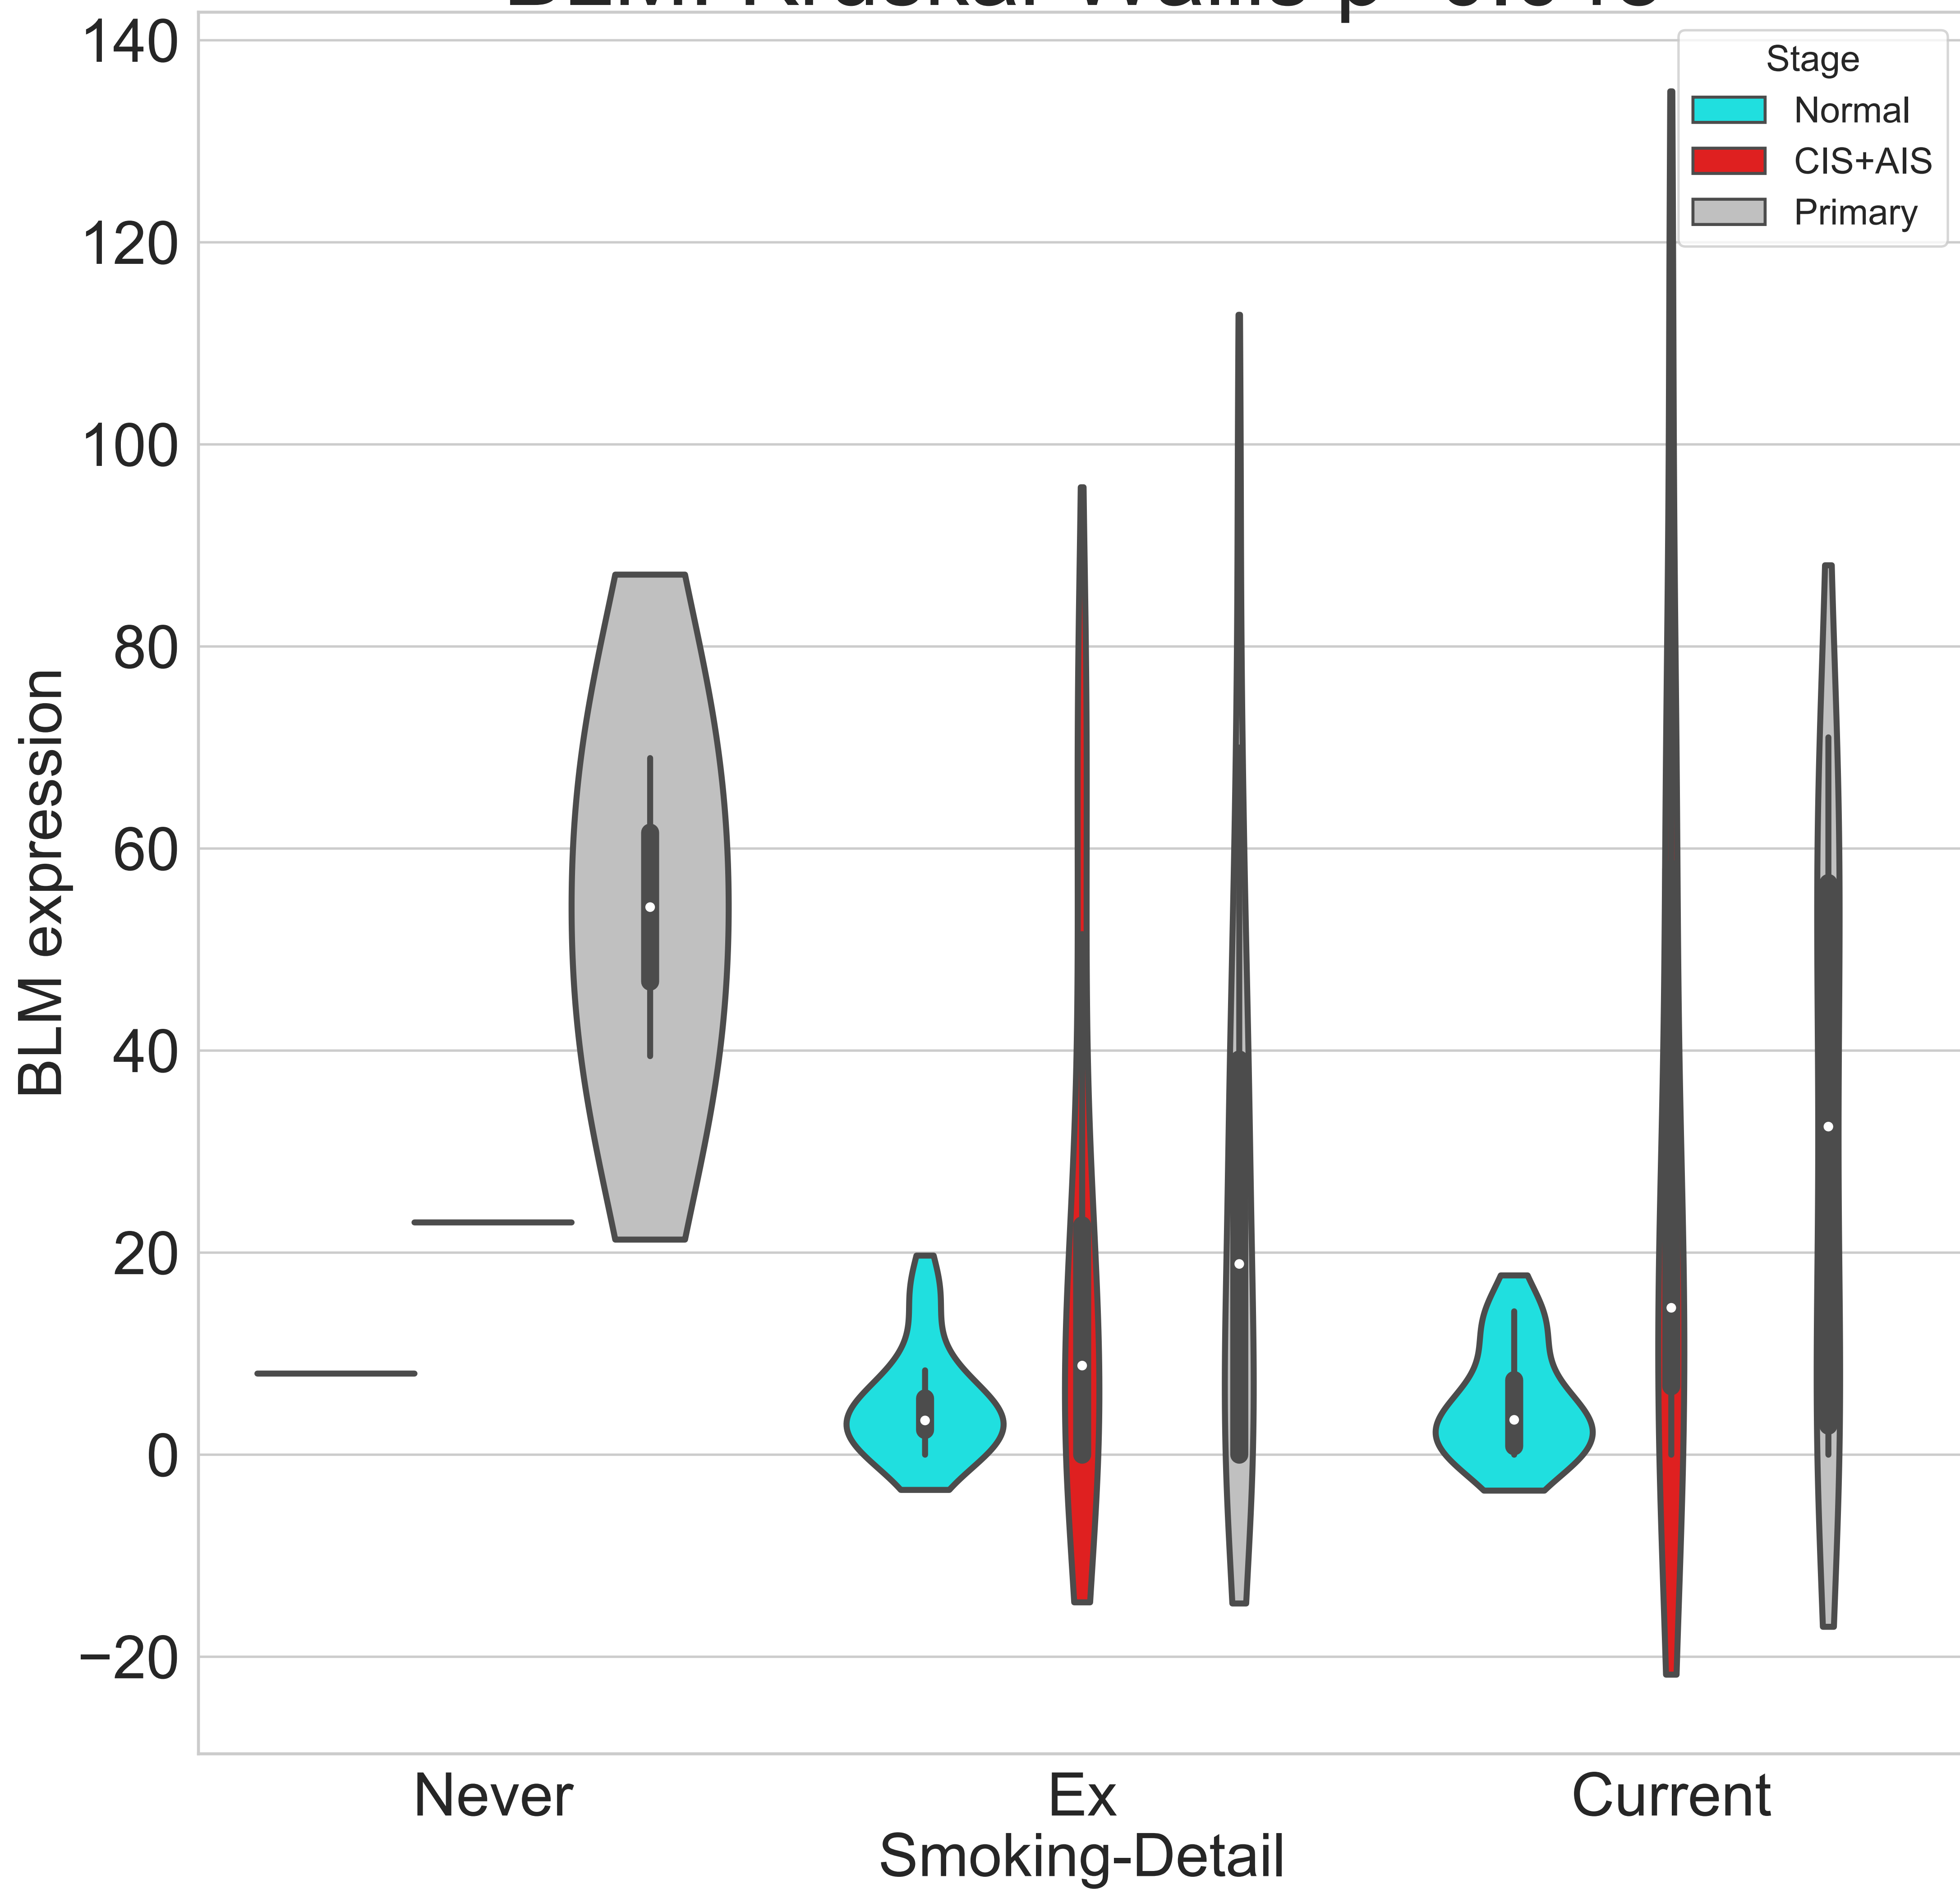 140
120
100
80
60
40
20
0
−20
BLM expression
Stage
Normal
CIS+AIS
Primary
Never
Ex
Current
Smoking-Detail